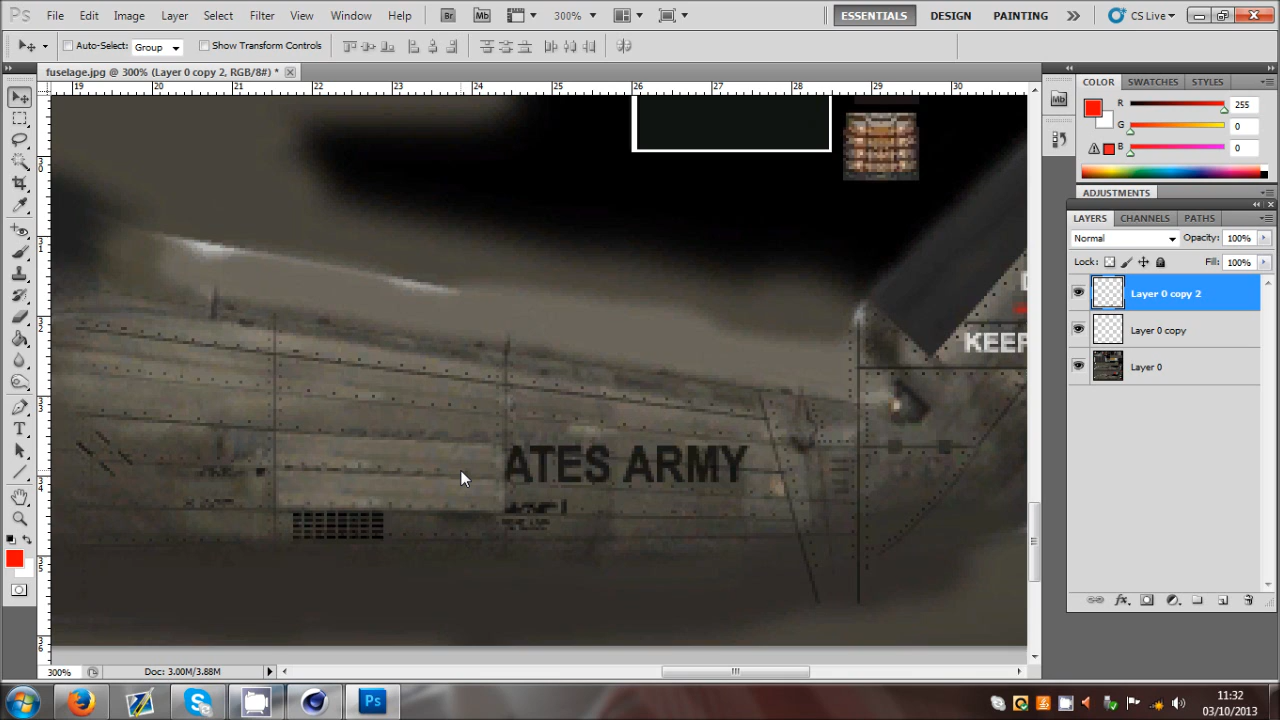 Ps File Edit Image Layer Select Filter View Window Help Br Mb 300% ESSENTIALS DESIGN PAINTING CS Live
Auto-Select: Group Show Transform Controls
fuselage.jpg @ 300% (Layer 0 copy 2, RGB/8#) *
19 20 21 22 23 24 25 26 27 28 29 30
COLOR SWATCHES STYLES
R 255
G 0
B 0
ADJUSTMENTS
LAYERS CHANNELS PATHS
Normal Opacity: 100%
Lock: Fill: 100%
Layer 0 copy 2
Layer 0 copy
Layer 0
KEEP
ATES ARMY
300% Doc: 3.00M/3.88M
11:32
03/10/2013